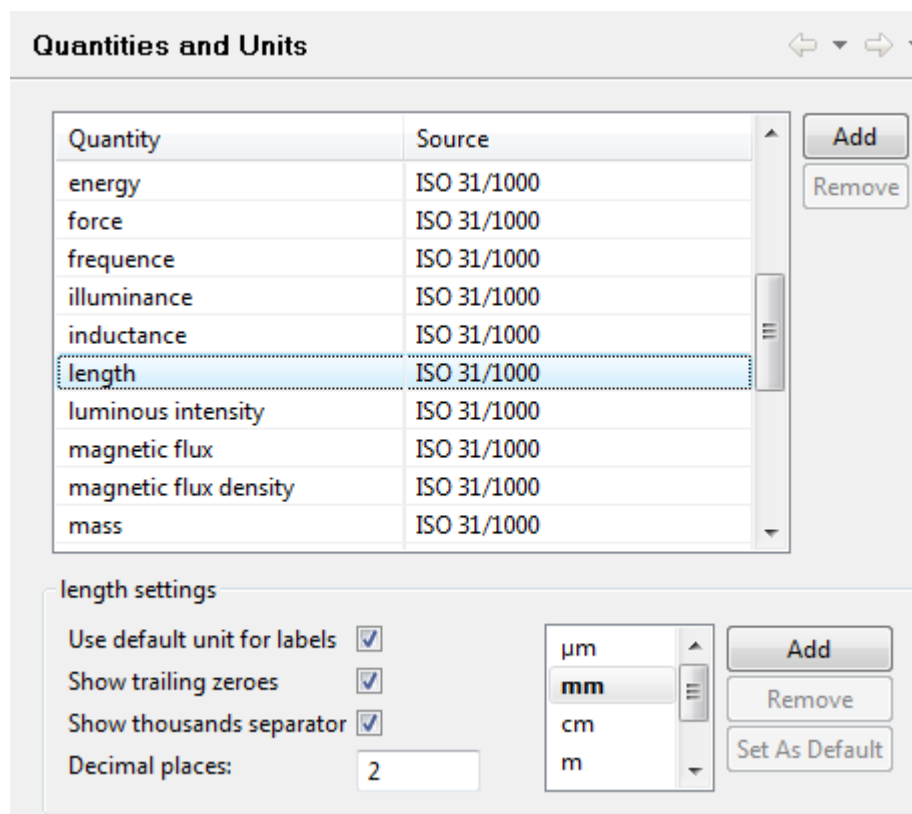 Quantities and Units
Quantity Source
Add
energy ISO 31/1000
Remove
force ISO 31/1000
frequence ISO 31/1000
illuminance ISO 31/1000
inductance ISO 31/1000
length ISO 31/1000
luminous intensity ISO 31/1000
magnetic flux ISO 31/1000
magnetic flux density ISO 31/1000
mass ISO 31/1000
length settings
Use default unit for labels
Show trailing zeroes
Show thousands separator
Decimal places: 2
µm
mm
cm
m
Add
Remove
Set As Default